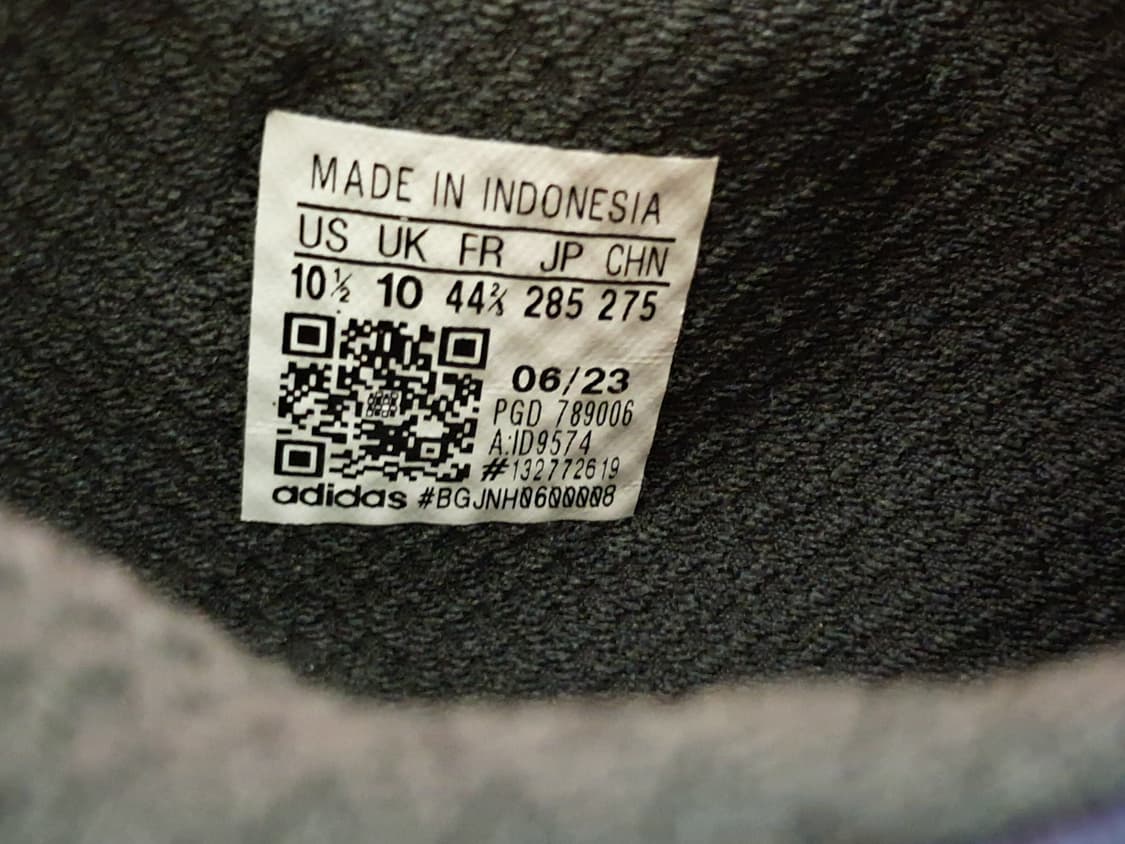 MADE IN INDONESIA
US UK FR JP CHN
10½ 10 44⅔ 285 275
06/23
PGD 789006
A:ID9574
#132772619
adidas #BGJNH0600008